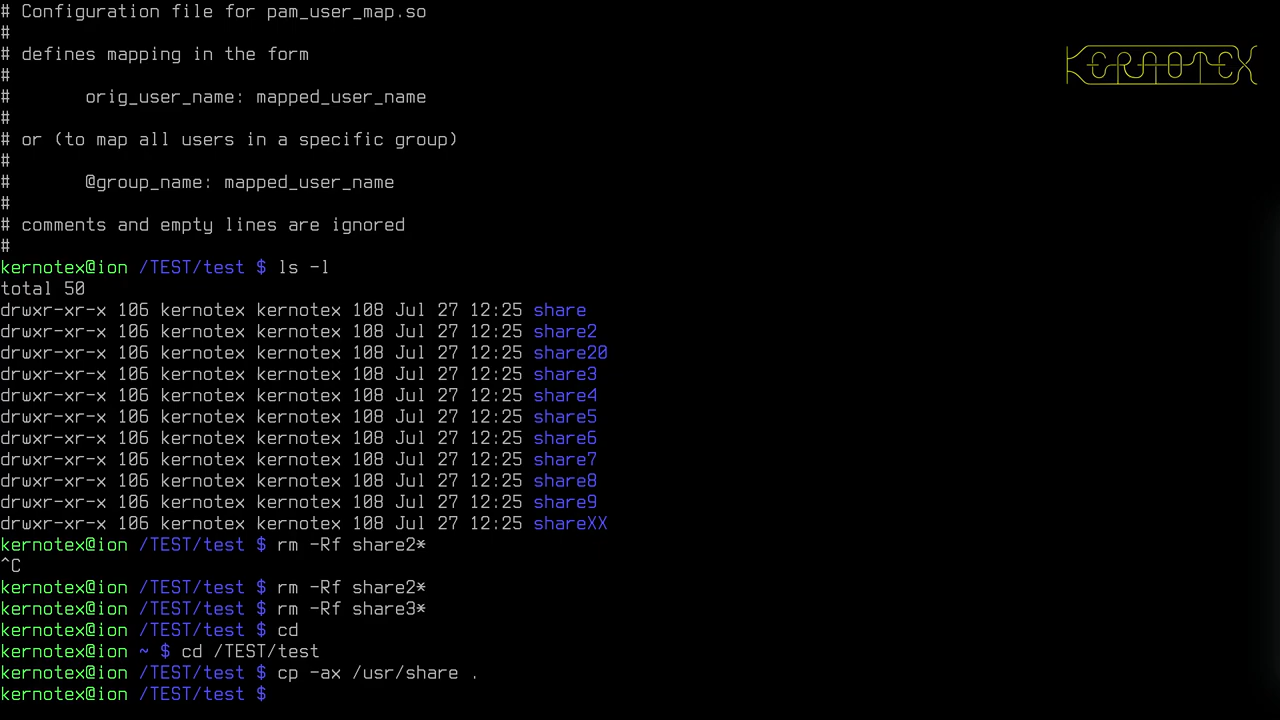 # Configuration file for pam_user_map.so
#
# defines mapping in the form
#
#       orig_user_name: mapped_user_name
#
# or (to map all users in a specific group)
#
#       @group_name: mapped_user_name
#
# comments and empty lines are ignored
#
kernotex@ion /TEST/test $ ls -l
total 50
drwxr-xr-x 106 kernotex kernotex 108 Jul 27 12:25 share
drwxr-xr-x 106 kernotex kernotex 108 Jul 27 12:25 share2
drwxr-xr-x 106 kernotex kernotex 108 Jul 27 12:25 share20
drwxr-xr-x 106 kernotex kernotex 108 Jul 27 12:25 share3
drwxr-xr-x 106 kernotex kernotex 108 Jul 27 12:25 share4
drwxr-xr-x 106 kernotex kernotex 108 Jul 27 12:25 share5
drwxr-xr-x 106 kernotex kernotex 108 Jul 27 12:25 share6
drwxr-xr-x 106 kernotex kernotex 108 Jul 27 12:25 share7
drwxr-xr-x 106 kernotex kernotex 108 Jul 27 12:25 share8
drwxr-xr-x 106 kernotex kernotex 108 Jul 27 12:25 share9
drwxr-xr-x 106 kernotex kernotex 108 Jul 27 12:25 shareXX
kernotex@ion /TEST/test $ rm -Rf share2*
^C
kernotex@ion /TEST/test $ rm -Rf share2*
kernotex@ion /TEST/test $ rm -Rf share3*
kernotex@ion /TEST/test $ cd
kernotex@ion ~ $ cd /TEST/test
kernotex@ion /TEST/test $ cp -ax /usr/share .
kernotex@ion /TEST/test $
KERNOTEX